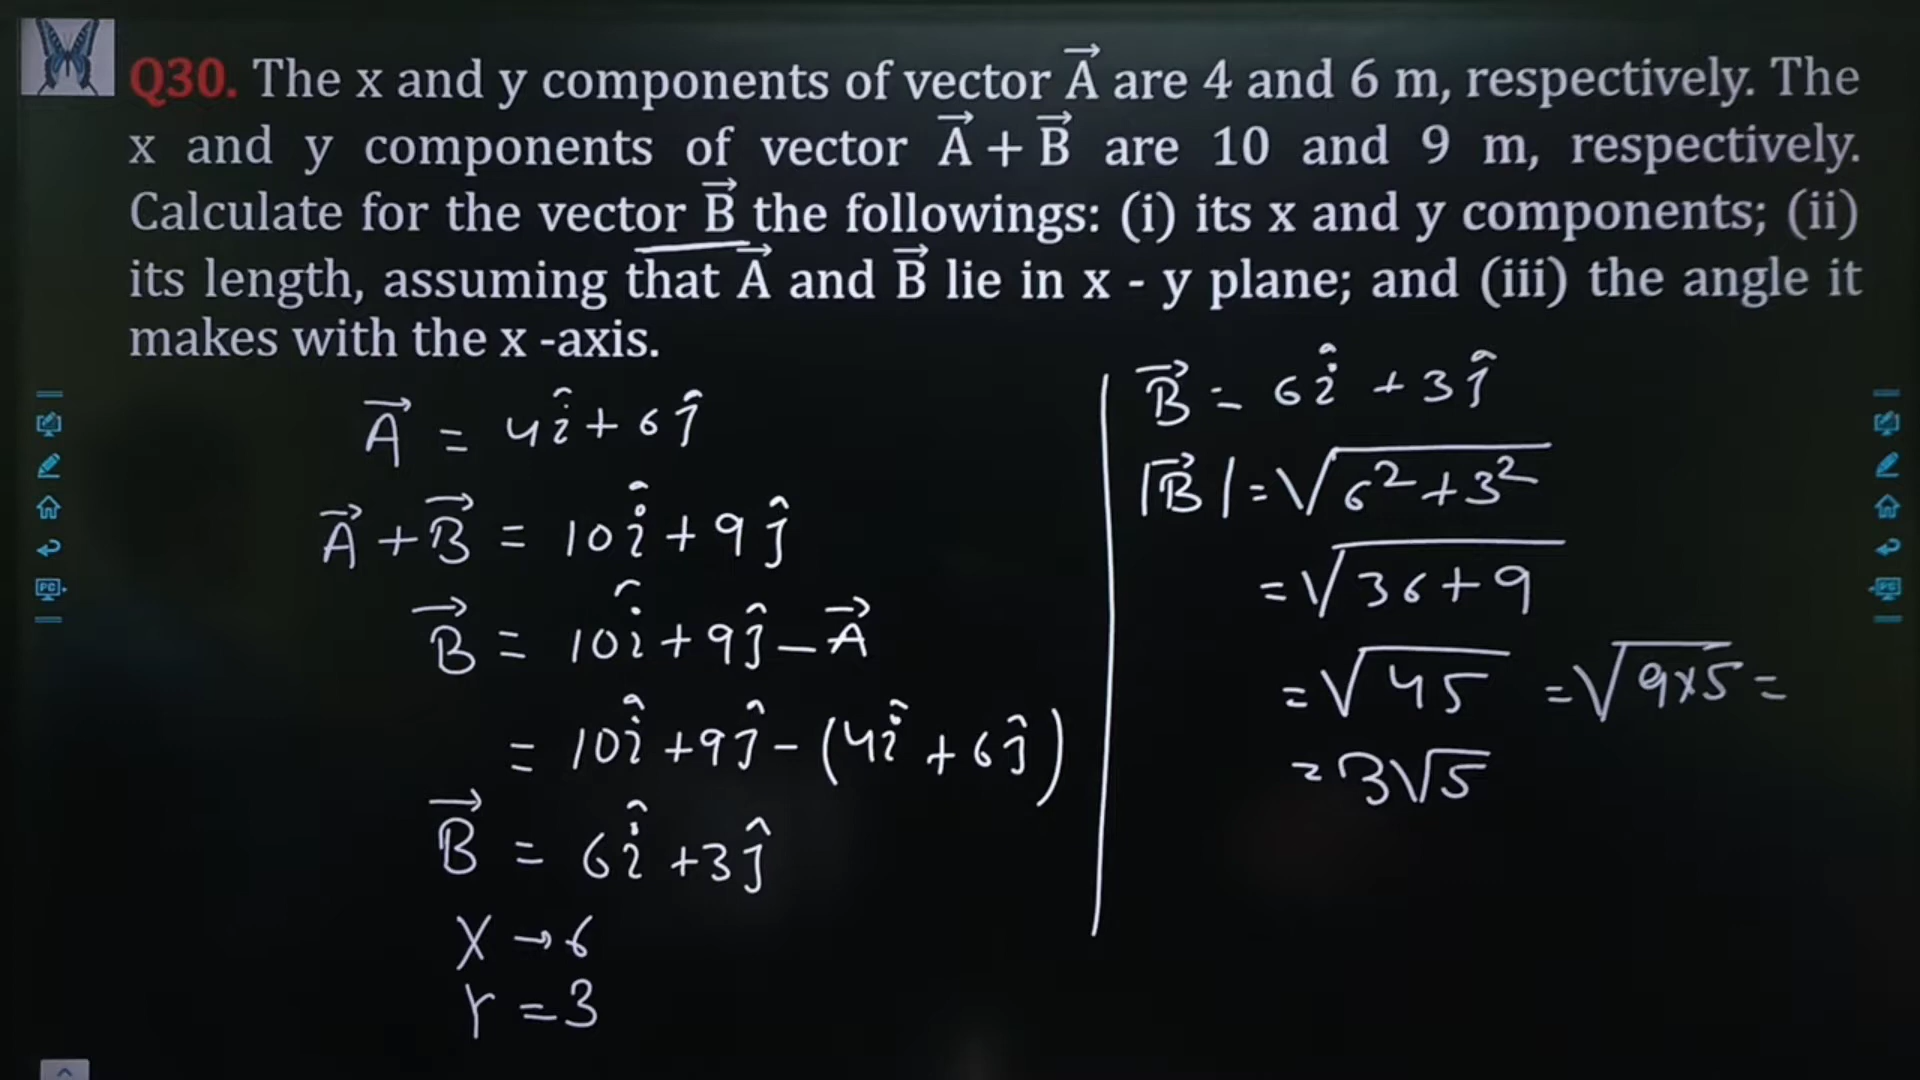 Q30. The x and y components of vector A⃗ are 4 and 6 m, respectively. The
x and y components of vector A⃗ + B⃗ are 10 and 9 m, respectively.
Calculate for the vector B⃗ the followings: (i) its x and y components; (ii)
its length, assuming that A⃗ and B⃗ lie in x - y plane; and (iii) the angle it
makes with the x -axis.
A⃗ = 4î + 6ĵ
A⃗ + B⃗ = 10î + 9ĵ
B⃗ = 10î + 9ĵ − A⃗
= 10î + 9ĵ − (4î + 6ĵ)
B⃗ = 6î + 3ĵ
X → 6
Y = 3
B⃗ = 6î + 3ĵ
|B⃗| = √(6² + 3²)
= √(36 + 9)
= √45 = √(9×5) =
= 3√5
PC
PC